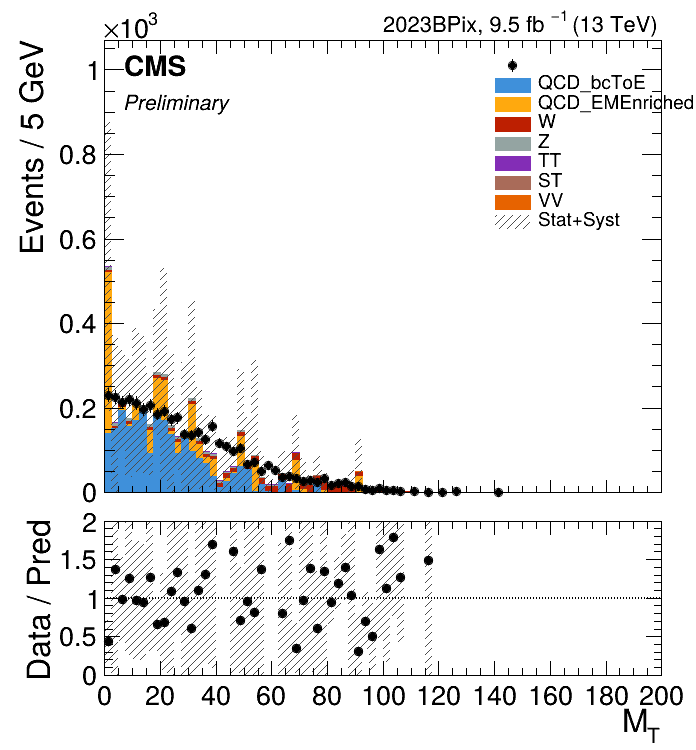 ×10³
2023BPix, 9.5 fb⁻¹ (13 TeV)
Events / 5 GeV
1
0.8
0.6
0.4
0.2
0
CMS
Preliminary
QCD_bcToE
QCD_EMEnriched
W
Z
TT
ST
VV
Stat+Syst
Data / Pred
2
1.5
1
0.5
0
0 20 40 60 80 100 120 140 160 180 200
M_T